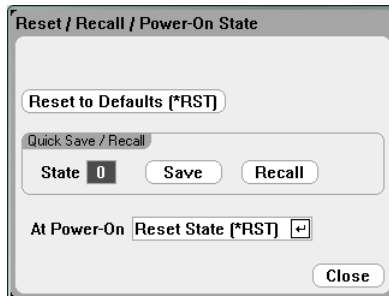 Reset / Recall / Power-On State
Reset to Defaults (*RST)
Quick Save / Recall
State 0 Save Recall
At Power-On Reset State (*RST)
Close